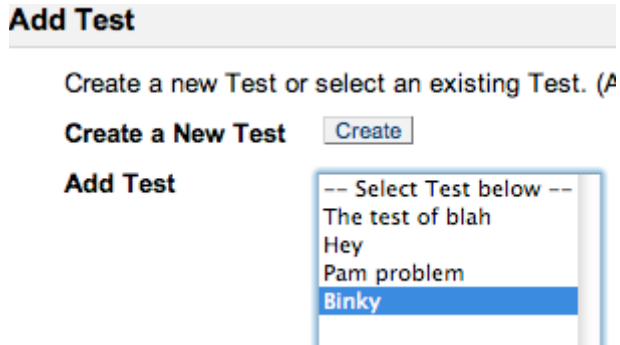 Add Test
Create a new Test or select an existing Test. (A
Create a New Test Create
Add Test
-- Select Test below --
The test of blah
Hey
Pam problem
Binky